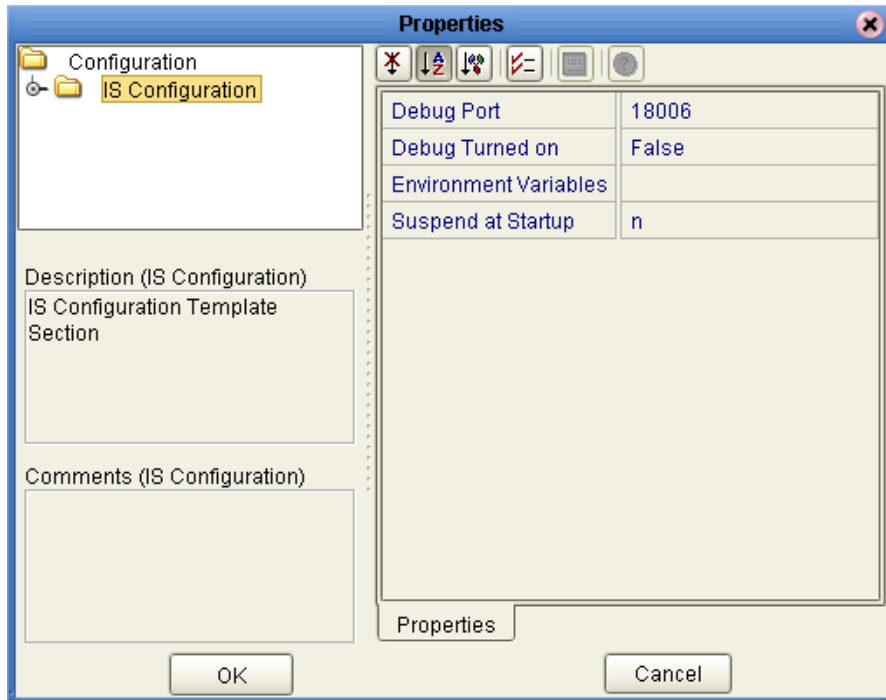 Properties
Configuration
IS Configuration
Description (IS Configuration)
IS Configuration Template
Section
Comments (IS Configuration)
Debug Port 18006
Debug Turned on False
Environment Variables
Suspend at Startup n
Properties
OK
Cancel